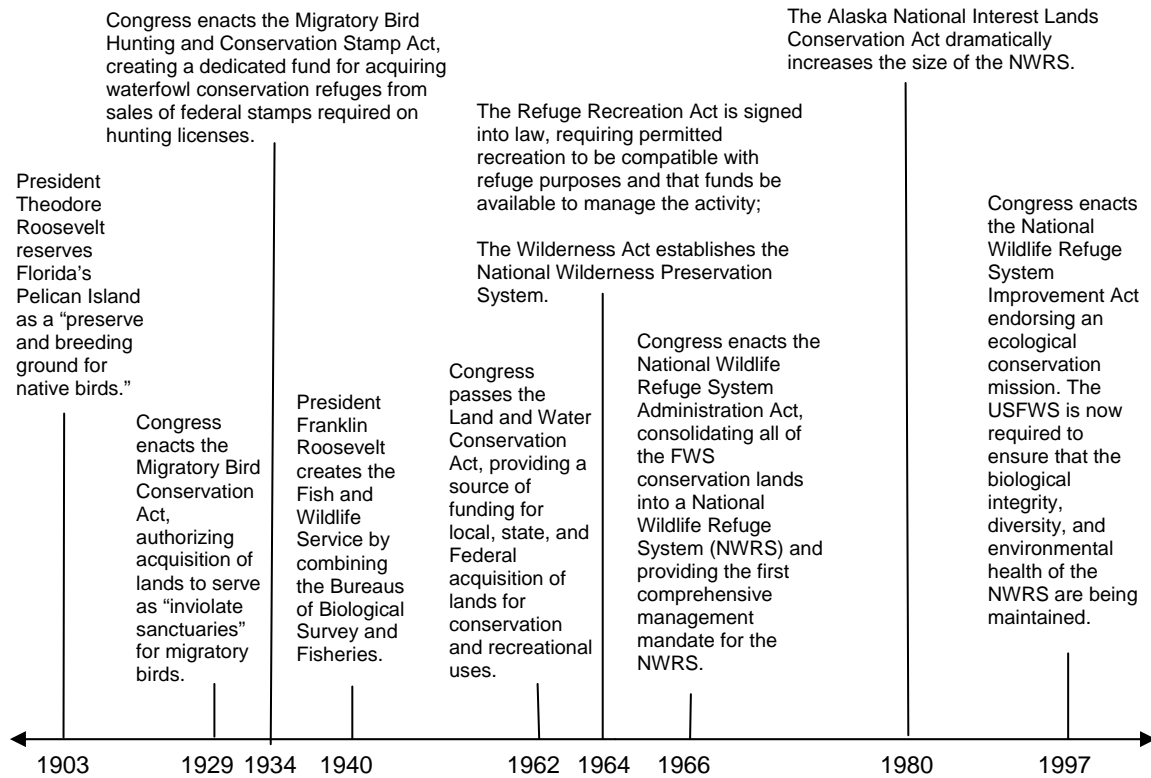 Congress enacts the Migratory Bird
Hunting and Conservation Stamp Act,
creating a dedicated fund for acquiring
waterfowl conservation refuges from
sales of federal stamps required on
hunting licenses.
The Alaska National Interest Lands
Conservation Act dramatically
increases the size of the NWRS.
The Refuge Recreation Act is signed
into law, requiring permitted
recreation to be compatible with
refuge purposes and that funds be
available to manage the activity;
The Wilderness Act establishes the
National Wilderness Preservation
System.
President
Theodore
Roosevelt
reserves
Florida’s
Pelican Island
as a “preserve
and breeding
ground for
native birds.”
Congress
enacts the
Migratory Bird
Conservation
Act,
authorizing
acquisition of
lands to serve
as “inviolate
sanctuaries”
for migratory
birds.
President
Franklin
Roosevelt
creates the
Fish and
Wildlife
Service by
combining
the Bureaus
of Biological
Survey and
Fisheries.
Congress
passes the
Land and Water
Conservation
Act, providing a
source of
funding for
local, state, and
Federal
acquisition of
lands for
conservation
and recreational
uses.
Congress enacts the
National Wildlife
Refuge System
Administration Act,
consolidating all of
the FWS
conservation lands
into a National
Wildlife Refuge
System (NWRS) and
providing the first
comprehensive
management
mandate for the
NWRS.
Congress enacts
the National
Wildlife Refuge
System
Improvement Act
endorsing an
ecological
conservation
mission. The
USFWS is now
required to
ensure that the
biological
integrity,
diversity, and
environmental
health of the
NWRS are being
maintained.
1903 1929 1934 1940 1962 1964 1966 1980 1997